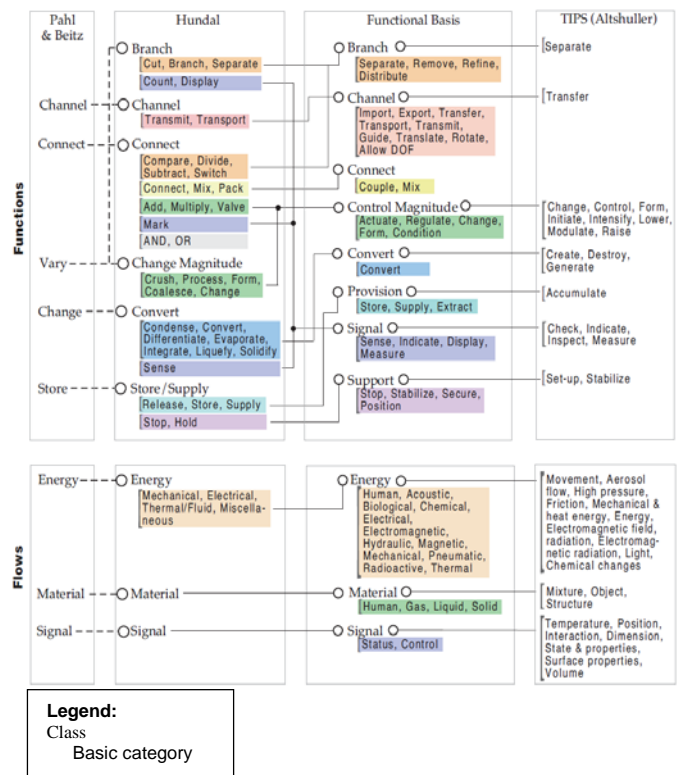 Pahl
& Beitz
Hundal
Functional Basis
TIPS (Altshuller)
Functions
Channel
Connect
Vary
Change
Store
Branch
Cut, Branch, Separate
Count, Display
Channel
Transmit, Transport
Connect
Compare, Divide,
Subtract, Switch
Connect, Mix, Pack
Add, Multiply, Valve
Mark
AND, OR
Change Magnitude
Crush, Process, Form,
Coalesce, Change
Convert
Condense, Convert,
Differentiate, Evaporate,
Integrate, Liquefy, Solidify
Sense
Store/Supply
Release, Store, Supply
Stop, Hold
Branch
Separate, Remove, Refine,
Distribute
Channel
Import, Export, Transfer,
Transport, Transmit,
Guide, Translate, Rotate,
Allow DOF
Connect
Couple, Mix
Control Magnitude
Actuate, Regulate, Change,
Form, Condition
Convert
Convert
Provision
Store, Supply, Extract
Signal
Sense, Indicate, Display,
Measure
Support
Stop, Stabilize, Secure,
Position
Separate
Transfer
Change, Control, Form,
Initiate, Intensify, Lower,
Modulate, Raise
Create, Destroy,
Generate
Accumulate
Check, Indicate,
Inspect, Measure
Set-up, Stabilize
Flows
Energy
Material
Signal
Energy
Mechanical, Electrical,
Thermal/Fluid, Miscella-
neous
Material
Signal
Energy
Human, Acoustic,
Biological, Chemical,
Electrical,
Electromagnetic,
Hydraulic, Magnetic,
Mechanical, Pneumatic,
Radioactive, Thermal
Material
Human, Gas, Liquid, Solid
Signal
Status, Control
Movement, Aerosol
flow, High pressure,
Friction, Mechanical &
heat energy, Energy,
Electromagnetic field,
radiation, Electromag-
netic radiation, Light,
Chemical changes
Mixture, Object,
Structure
Temperature, Position,
Interaction, Dimension,
State & properties,
Surface properties,
Volume
Legend:
Class
Basic category